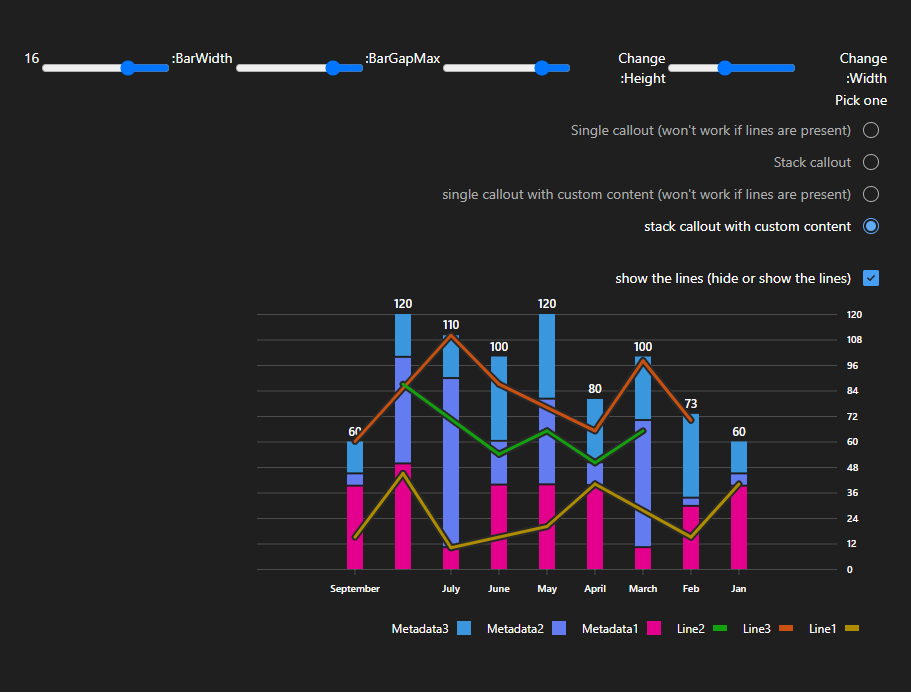 16
:BarWidth
:BarGapMax
Change
:Height
Change
:Width
Pick one
Single callout (won't work if lines are present)
Stack callout
single callout with custom content (won't work if lines are present)
stack callout with custom content
show the lines (hide or show the lines)
120
120
110
100
100
80
73
60
60
120
108
96
84
72
60
48
36
24
12
0
September
July
June
May
April
March
Feb
Jan
Metadata3
Metadata2
Metadata1
Line2
Line3
Line1